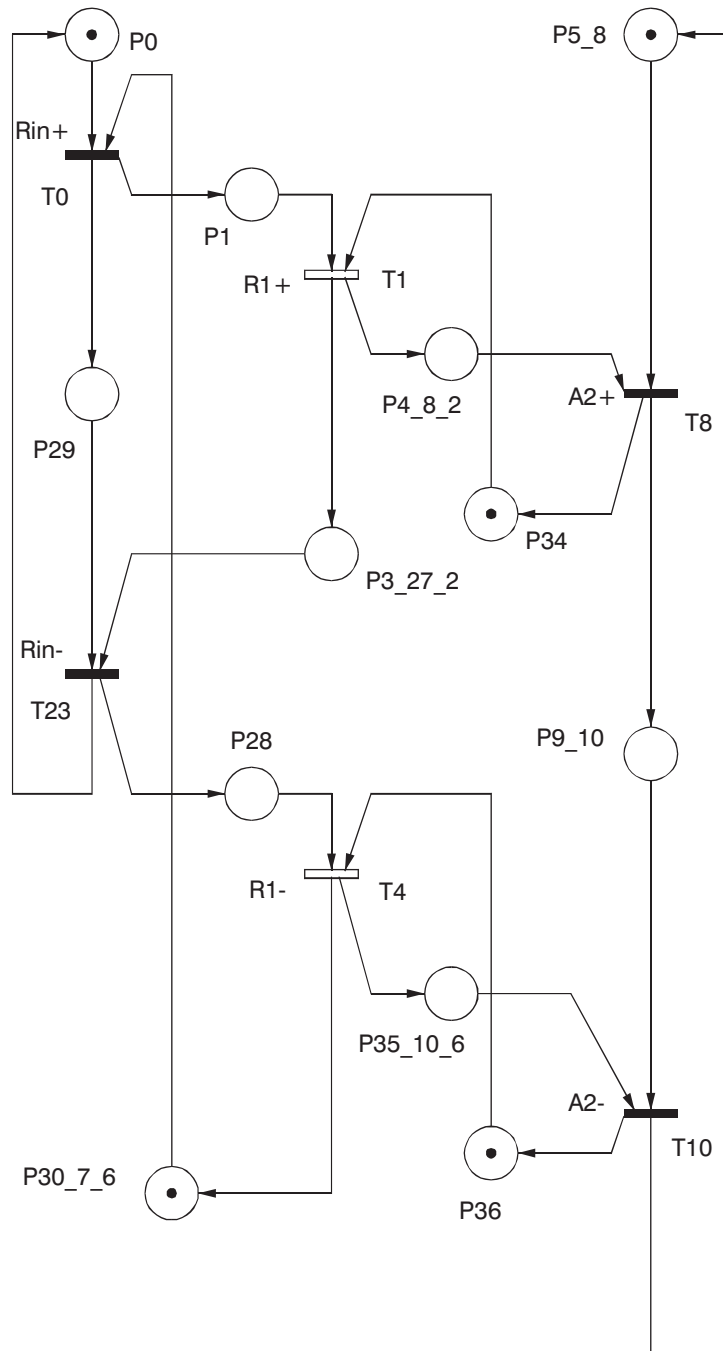 P0
P5_8
Rin+
T0
P1
R1+
T1
P4_8_2
A2+
T8
P29
P34
P3_27_2
Rin-
T23
P28
P9_10
R1-
T4
P35_10_6
A2-
T10
P30_7_6
P36